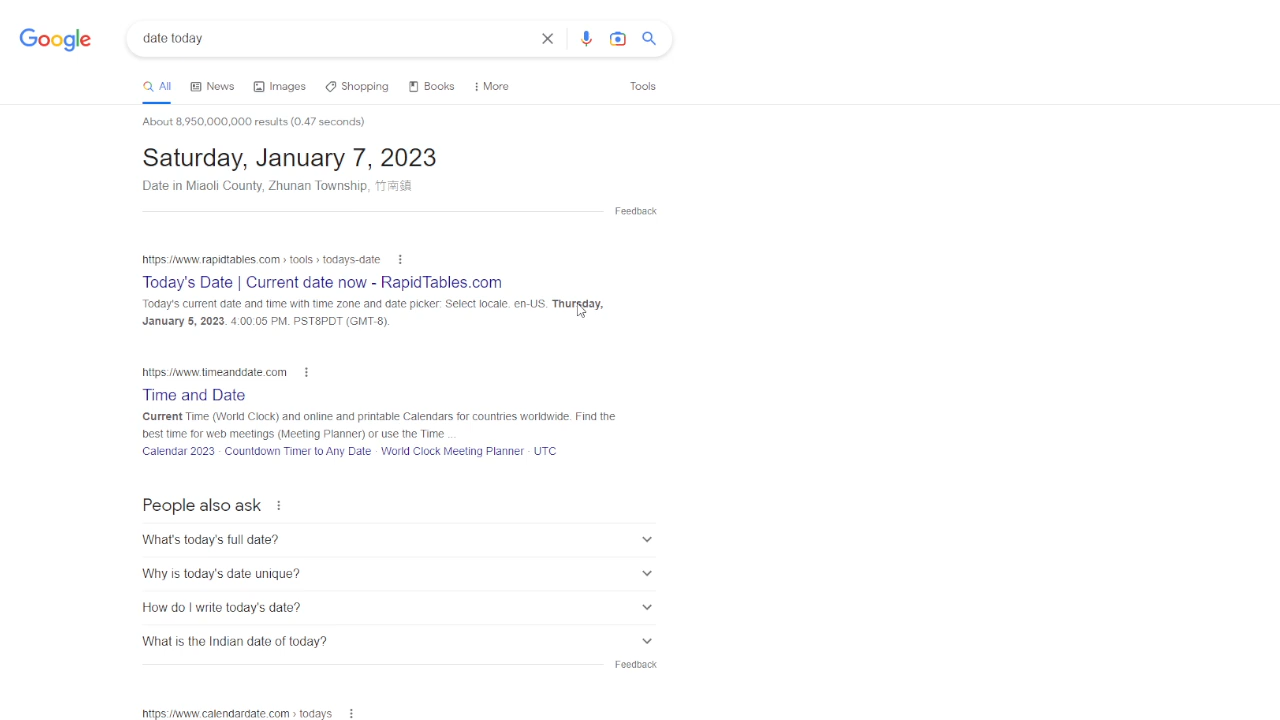 Google
date today
All
News
Images
Shopping
Books
More
Tools
About 8,950,000,000 results (0.47 seconds)
Saturday, January 7, 2023
Date in Miaoli County, Zhunan Township, 竹南鎮
Feedback
https://www.rapidtables.com › tools › todays-date
Today's Date | Current date now - RapidTables.com
Today's current date and time with time zone and date picker: Select locale. en-US. Thursday,
January 5, 2023. 4:00:05 PM. PST8PDT (GMT-8).
https://www.timeanddate.com
Time and Date
Current Time (World Clock) and online and printable Calendars for countries worldwide. Find the
best time for web meetings (Meeting Planner) or use the Time ...
Calendar 2023 · Countdown Timer to Any Date · World Clock Meeting Planner · UTC
People also ask
What's today's full date?
Why is today's date unique?
How do I write today's date?
What is the Indian date of today?
Feedback
https://www.calendardate.com › todays